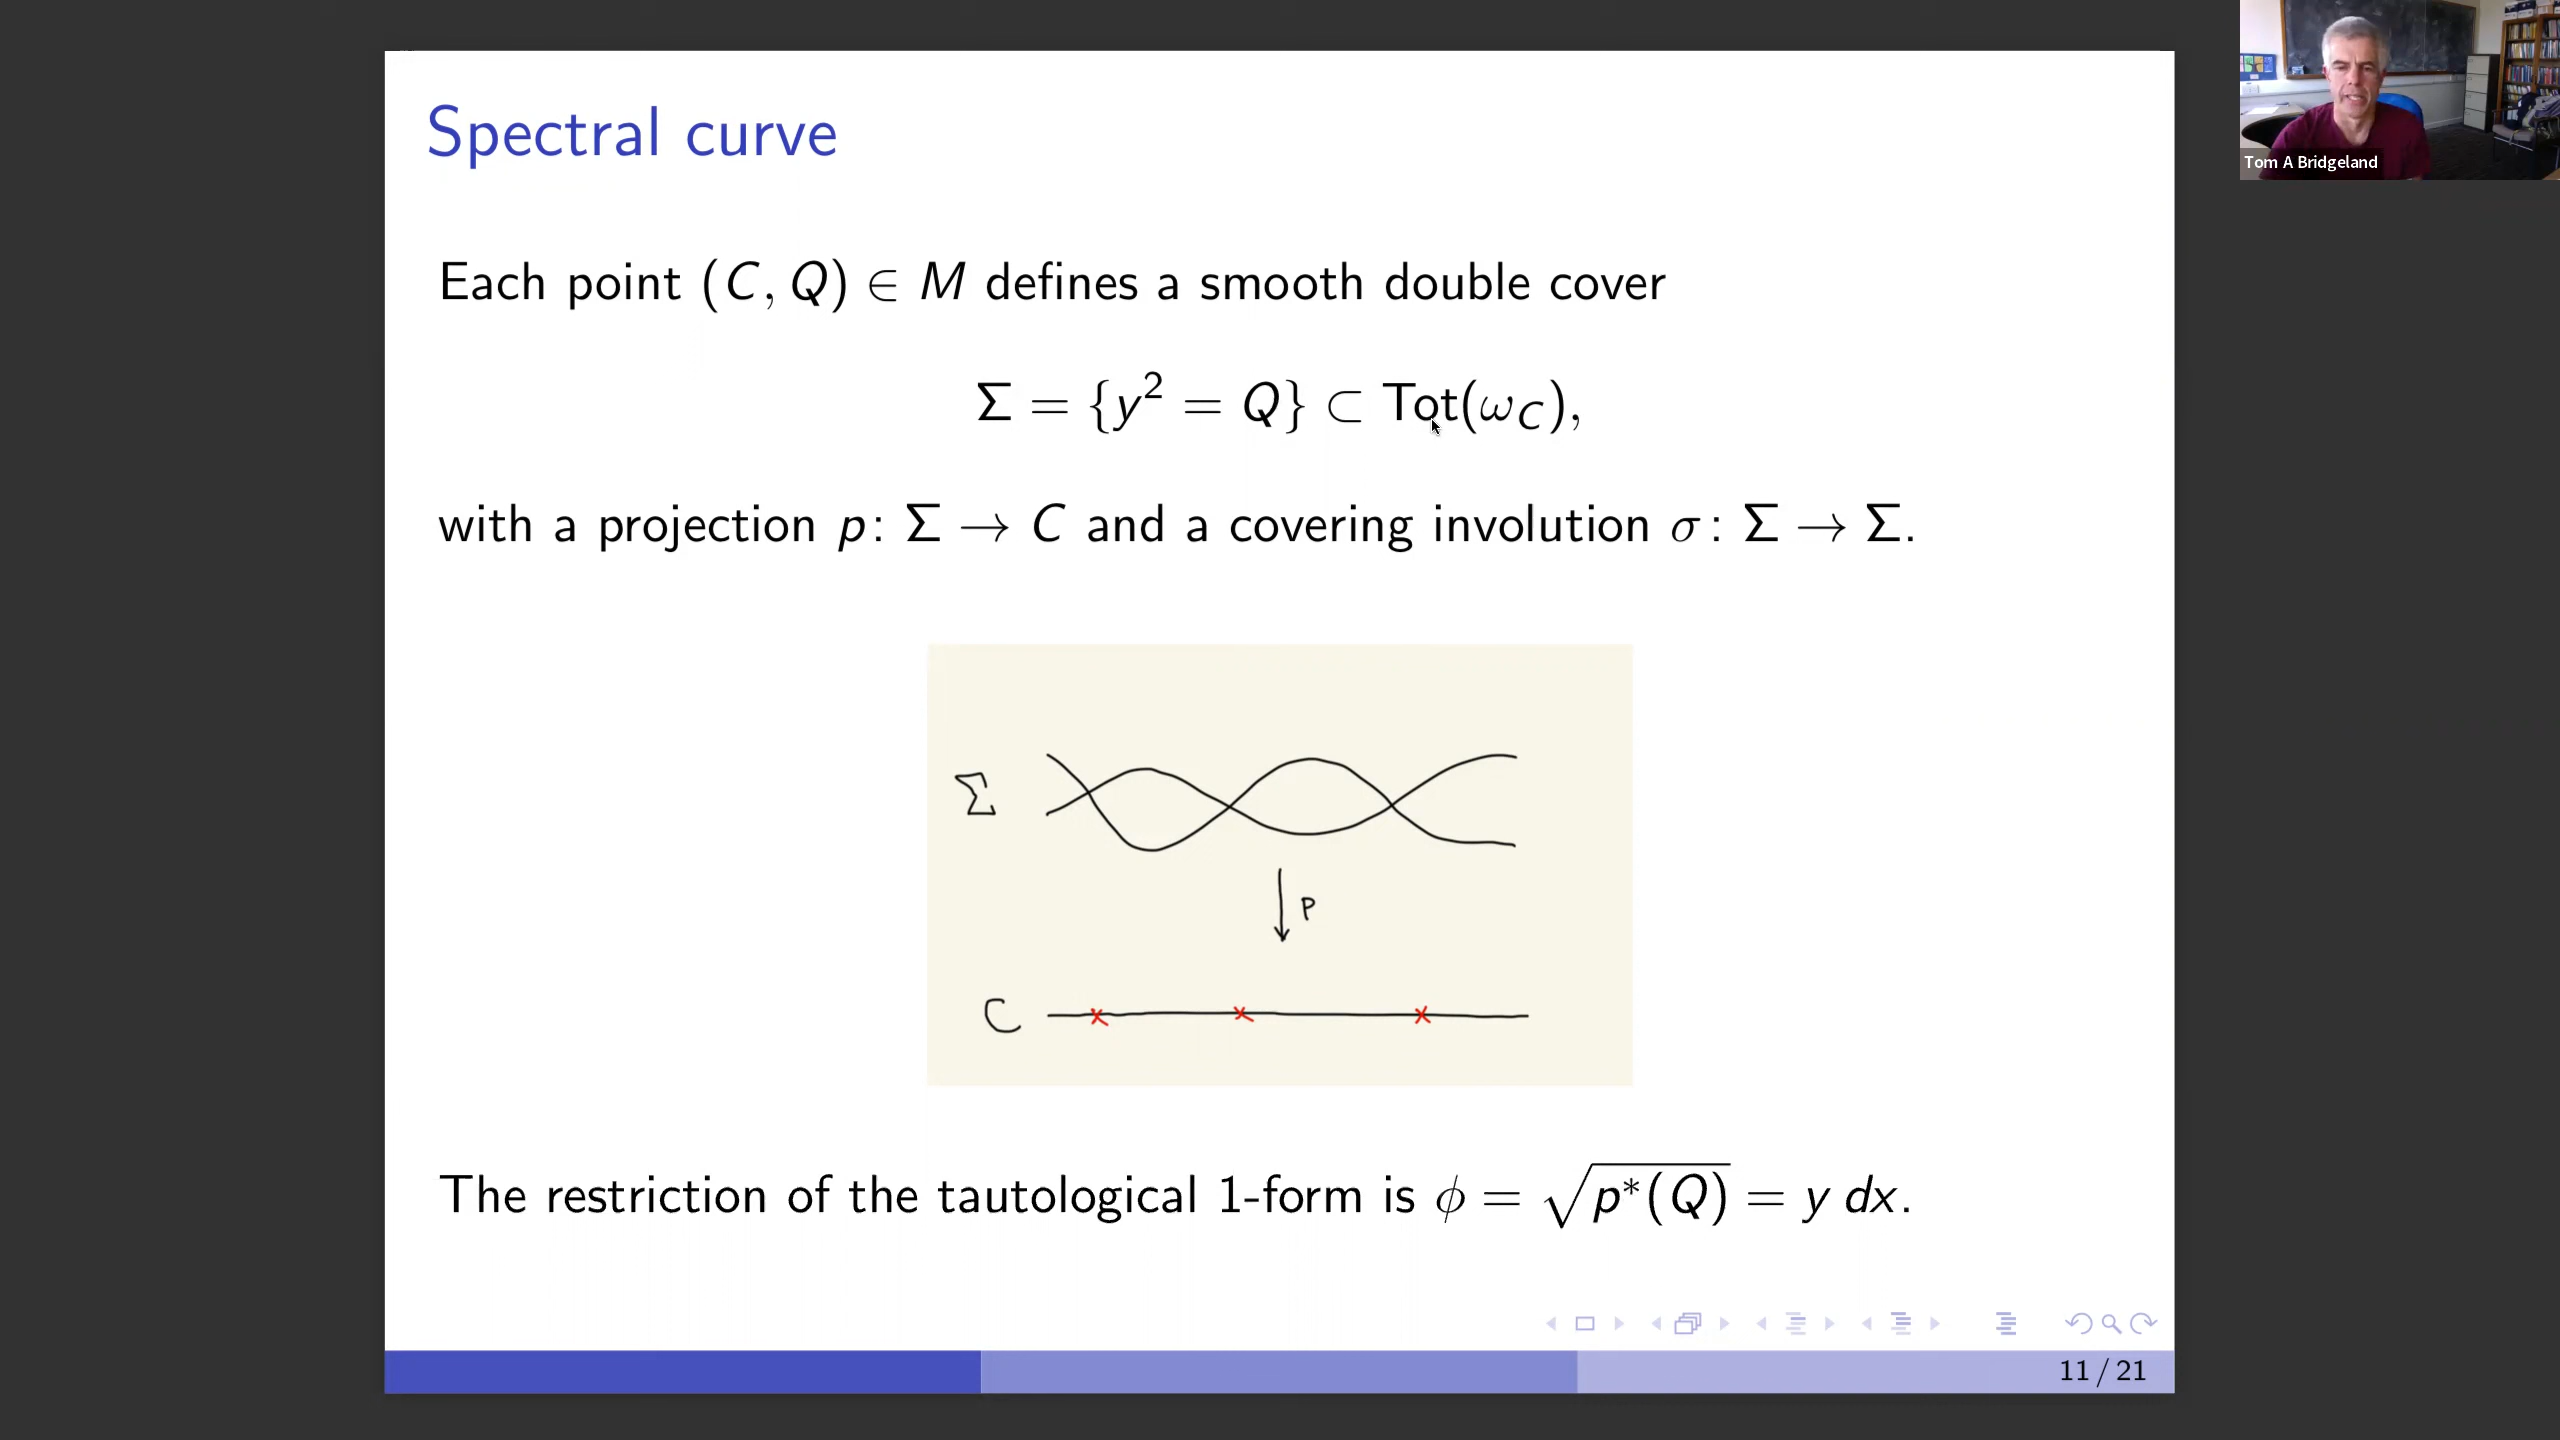 Spectral curve
Tom A Bridgeland
Each point (C, Q) ∈ M defines a smooth double cover
Σ = {y² = Q} ⊂ Tot(ω_C),
with a projection p: Σ → C and a covering involution σ: Σ → Σ.
Σ
p
C
The restriction of the tautological 1-form is ϕ = √p*(Q) = y dx.
11 / 21